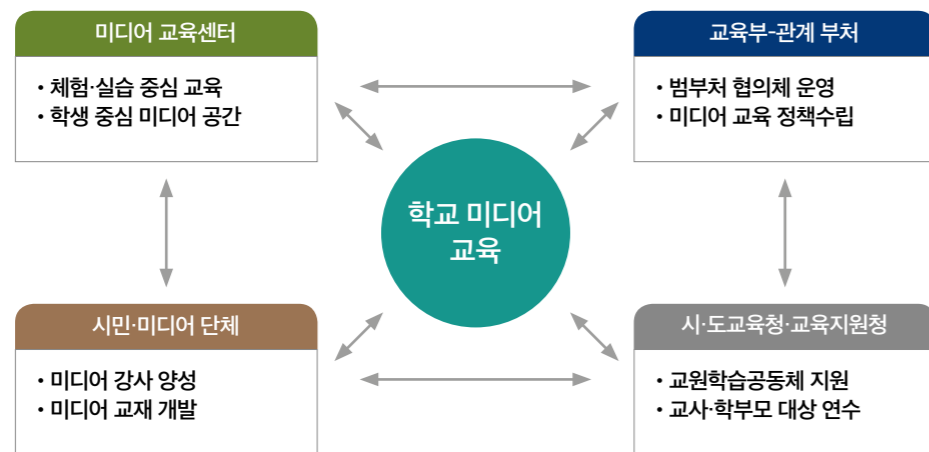 미디어 교육센터
• 체험·실습 중심 교육
• 학생 중심 미디어 공간
교육부-관계 부처
• 범부처 협의체 운영
• 미디어 교육 정책수립
학교 미디어
교육
시민·미디어 단체
• 미디어 강사 양성
• 미디어 교재 개발
시·도교육청·교육지원청
• 교원학습공동체 지원
• 교사·학부모 대상 연수